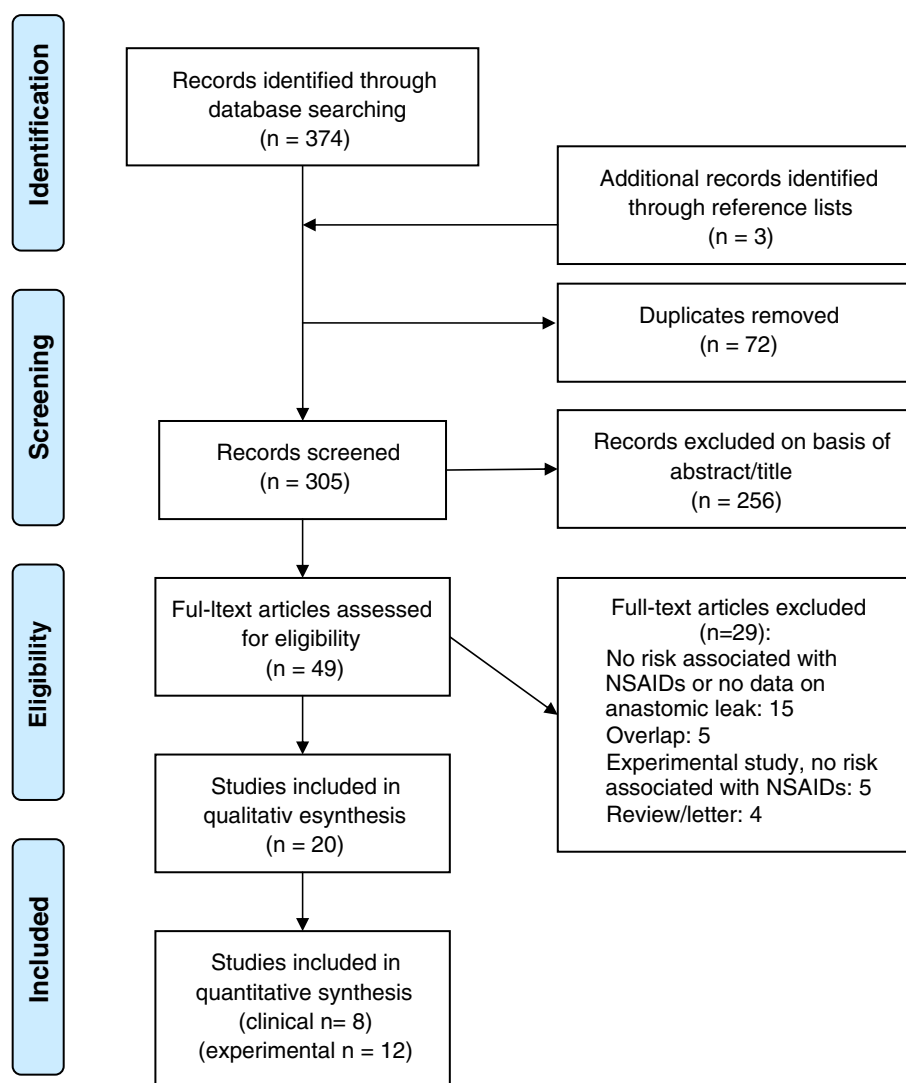 Identification
Records identified through
database searching
(n = 374)
Additional records identified
through reference lists
(n = 3)
Screening
Duplicates removed
(n = 72)
Records screened
(n = 305)
Records excluded on basis of
abstract/title
(n = 256)
Eligibility
Ful-ltext articles assessed
for eligibility
(n = 49)
Full-text articles excluded
(n=29):
No risk associated with
NSAIDs or no data on
anastomic leak: 15
Overlap: 5
Experimental study, no risk
associated with NSAIDs: 5
Review/letter: 4
Studies included in
qualitativ esynthesis
(n = 20)
Included
Studies included in
quantitative synthesis
(clinical n= 8)
(experimental n = 12)